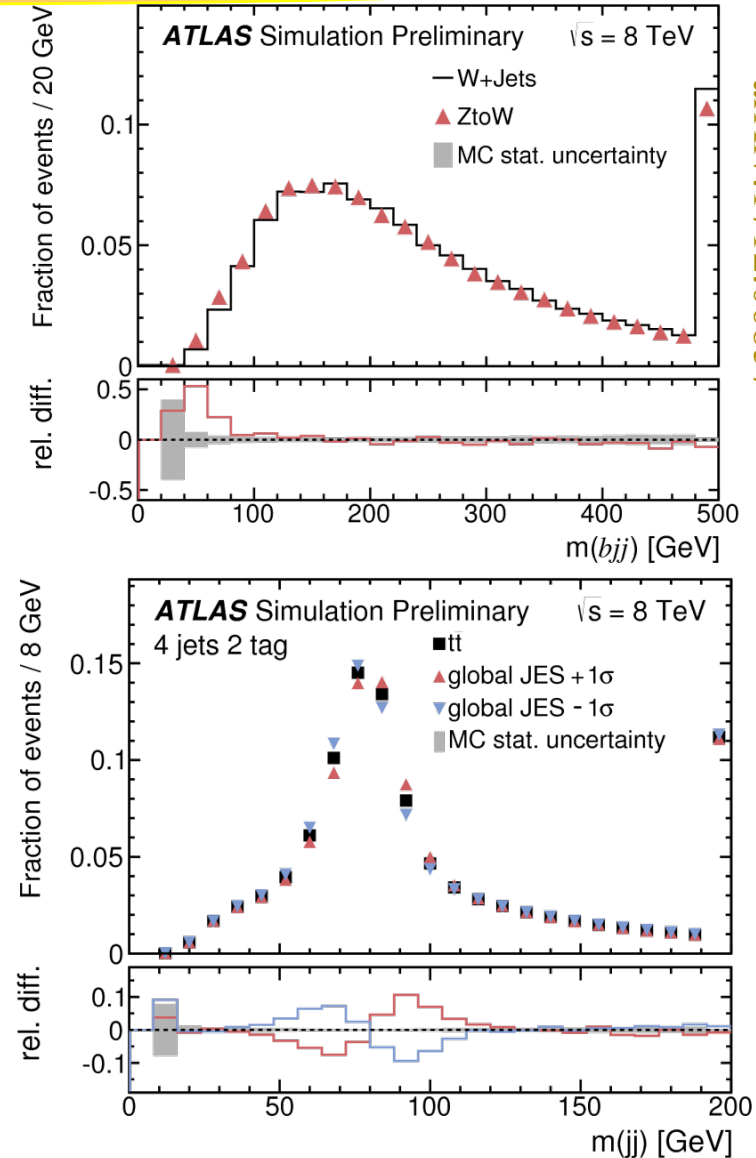 ATLAS Simulation Preliminary √s = 8 TeV
W+Jets
ZtoW
MC stat. uncertainty
Fraction of events / 20 GeV
0.1
0.05
0
rel. diff.
0.5
0
-0.5
0 100 200 300 400 500
m(bjj) [GeV]
ATLAS Simulation Preliminary √s = 8 TeV
4 jets 2 tag
tt
global JES +1σ
global JES -1σ
MC stat. uncertainty
Fraction of events / 8 GeV
0.15
0.1
0.05
0
rel. diff.
0.1
0
-0.1
0 50 100 150 200
m(jj) [GeV]